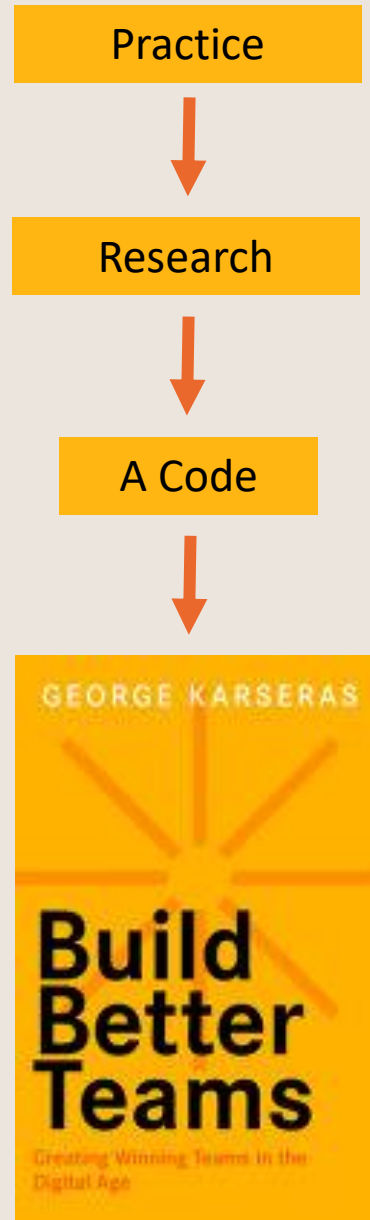 Practice
Research
A Code
GEORGE KARSERAS
Build
Better
Teams
Creating Winning Teams in the
Digital Age